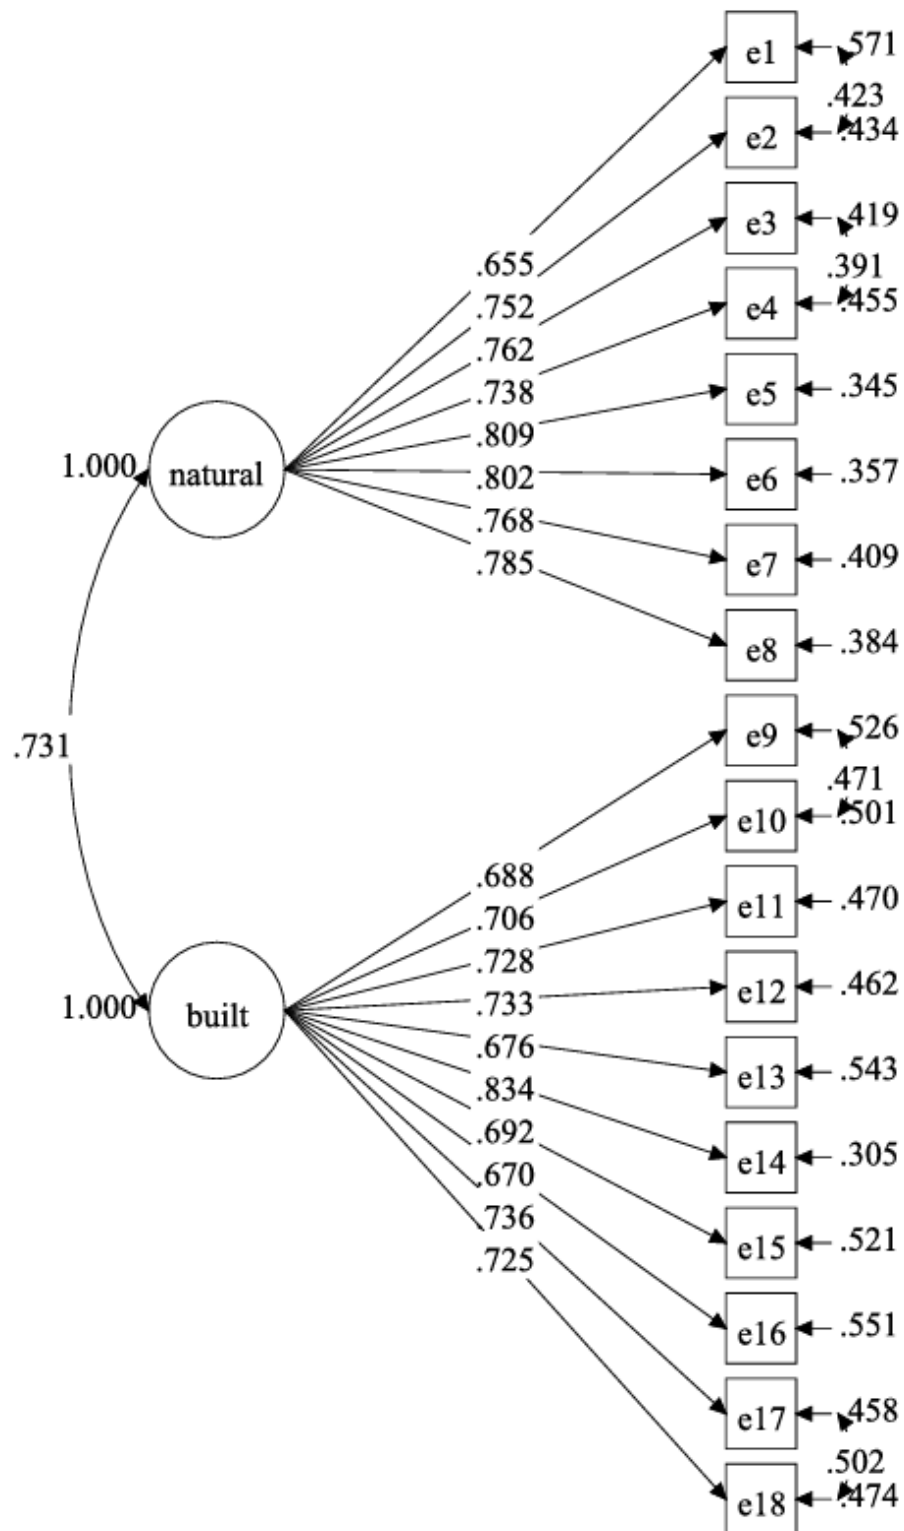 e1
.571
.423
e2
.434
e3
.419
.391
e4
.455
e5
.345
e6
.357
e7
.409
e8
.384
.655
.752
.762
.738
.809
.802
.768
.785
1.000
natural
.731
1.000
built
e9
.526
.471
e10
.501
e11
.470
e12
.462
e13
.543
e14
.305
e15
.521
e16
.551
e17
.458
.502
e18
.474
.688
.706
.728
.733
.676
.834
.692
.670
.736
.725